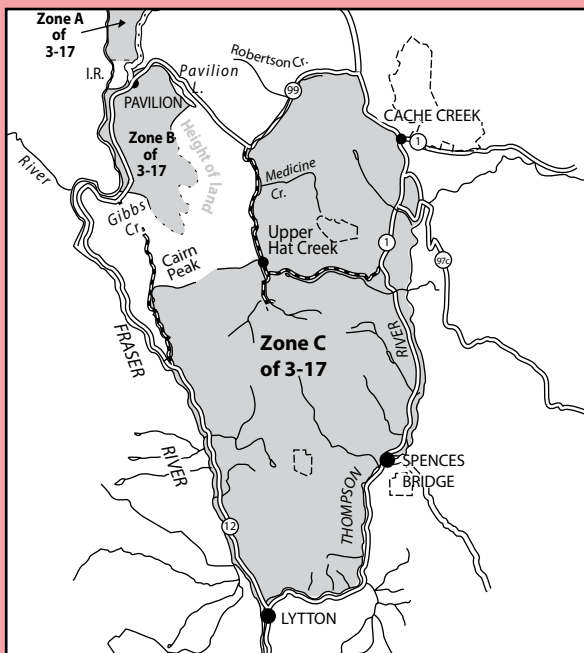 Zone A
of
3-17
Robertson Cr.
I.R.
Pavilion
L.
99
PAVILION
CACHE CREEK
1
Zone B
of
3-17
Height of land
River
Medicine
Cr.
Gibbs
Cr.
Upper
Hat Creek
1
Cairn
Peak
97c
FRASER
RIVER
Zone C
of 3-17
RIVER
SPENCES
BRIDGE
THOMPSON
12
LYTTON